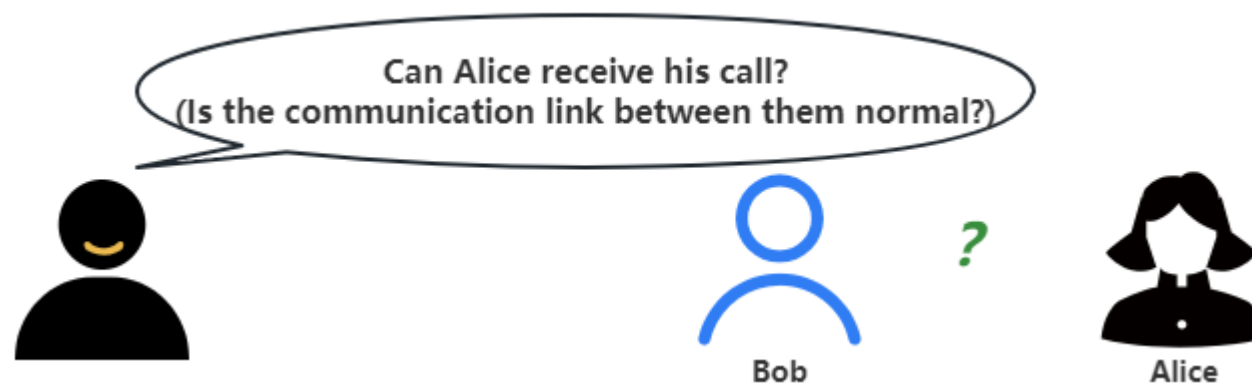 Can Alice receive his call?
(Is the communication link between them normal?)
?
Bob
Alice